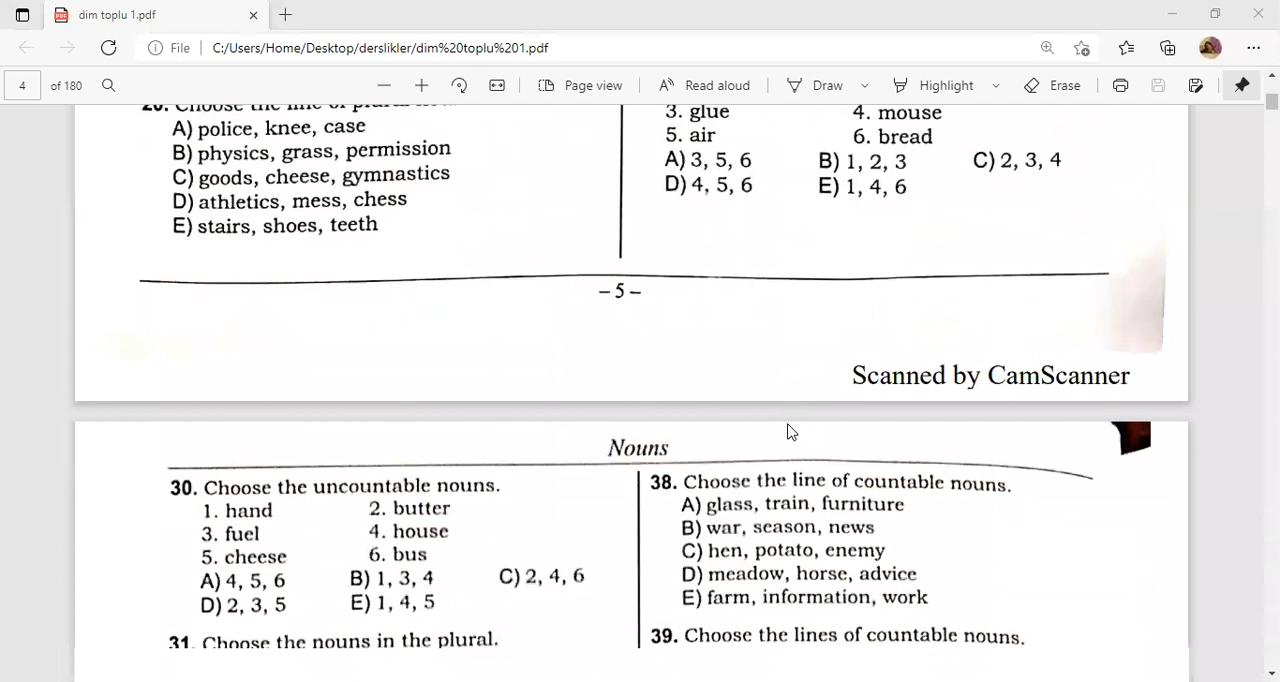 dim toplu 1.pdf
File C:/Users/Home/Desktop/derslikler/dim%20toplu%201.pdf
4 of 180 Page view Read aloud Draw Highlight Erase
A) police, knee, case
B) physics, grass, permission
C) goods, cheese, gymnastics
D) athletics, mess, chess
E) stairs, shoes, teeth
3. glue 4. mouse
5. air 6. bread
A) 3, 5, 6 B) 1, 2, 3 C) 2, 3, 4
D) 4, 5, 6 E) 1, 4, 6
– 5 –
Scanned by CamScanner
Nouns
30. Choose the uncountable nouns.
1. hand 2. butter
3. fuel 4. house
5. cheese 6. bus
A) 4, 5, 6 B) 1, 3, 4 C) 2, 4, 6
D) 2, 3, 5 E) 1, 4, 5
31. Choose the nouns in the plural.
38. Choose the line of countable nouns.
A) glass, train, furniture
B) war, season, news
C) hen, potato, enemy
D) meadow, horse, advice
E) farm, information, work
39. Choose the lines of countable nouns.